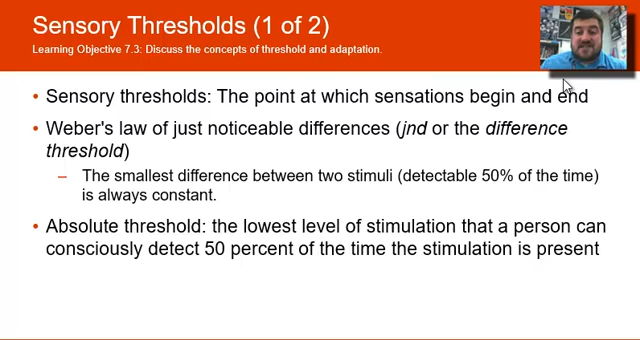 Sensory Thresholds (1 of 2)
Learning Objective 7.3: Discuss the concepts of threshold and adaptation.
• Sensory thresholds: The point at which sensations begin and end
• Weber's law of just noticeable differences (jnd or the difference
threshold)
– The smallest difference between two stimuli (detectable 50% of the time)
is always constant.
• Absolute threshold: the lowest level of stimulation that a person can
consciously detect 50 percent of the time the stimulation is present